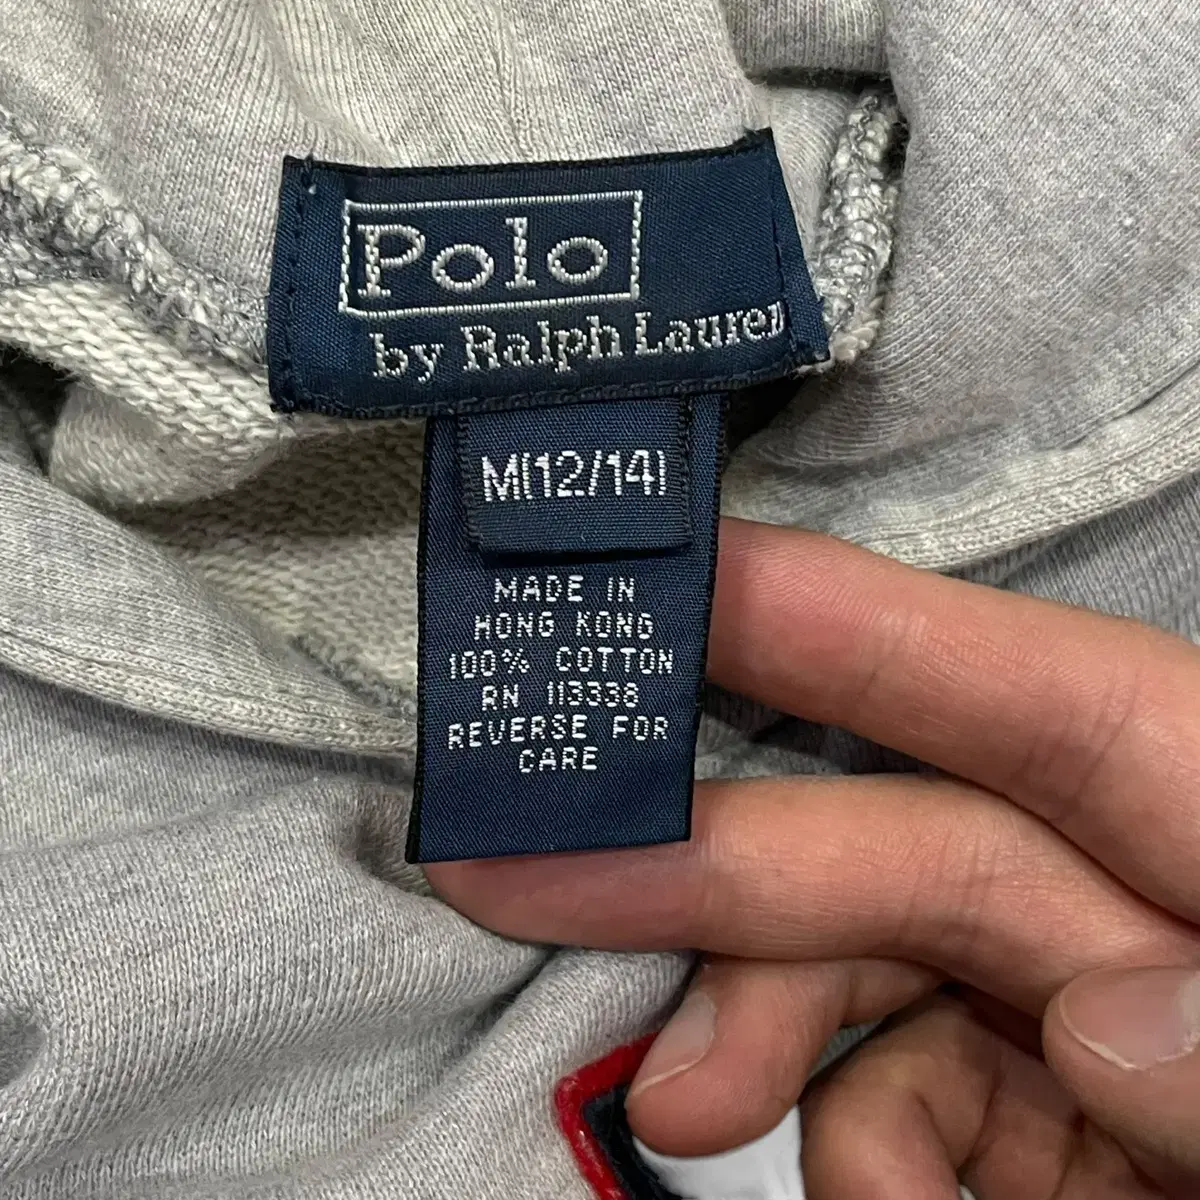 Polo
by Ralph Lauren
M(12/14)
MADE IN
HONG KONG
100% COTTON
RN 113338
REVERSE FOR
CARE